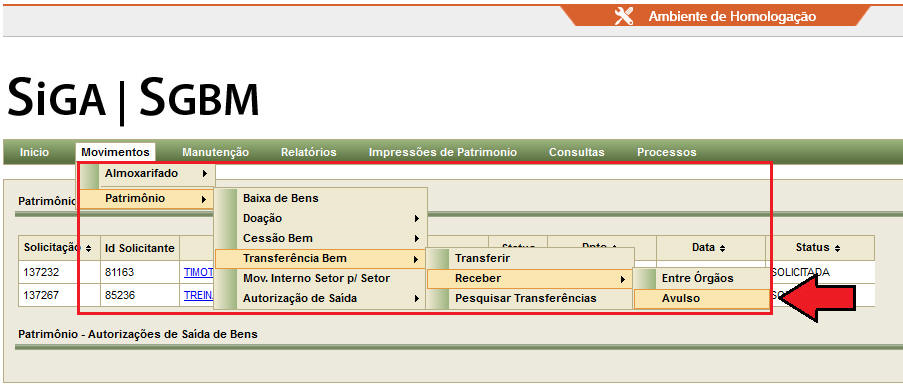 Ambiente de Homologação
SIGA | SGBM
Inicio Movimentos Manutenção Relatórios Impressões de Patrimonio Consultas Processos
Almoxarifado
Patrimônio
Patrimônio
Baixa de Bens
Doação
Cessão Bem
Transferência Bem
Mov. Interno Setor p/ Setor
Autorização de Saída
Transferir
Receber
Pesquisar Transferências
Entre Órgãos
Avulso
Solicitação Id Solicitante Status Data Status
137232 81163 TIMOT SOLICITADA
137267 85236 TREINA
Patrimônio - Autorizações de Saída de Bens